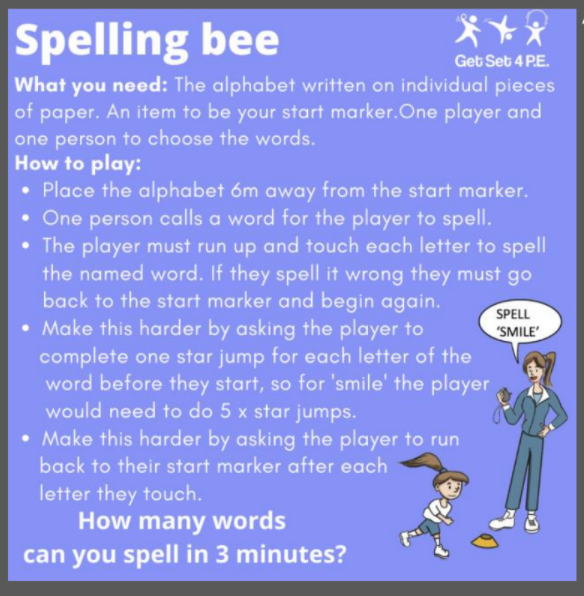 Spelling bee
Get Set 4 P.E.
What you need: The alphabet written on individual pieces
of paper. An item to be your start marker.One player and
one person to choose the words.
How to play:
• Place the alphabet 6m away from the start marker.
• One person calls a word for the player to spell.
• The player must run up and touch each letter to spell
the named word. If they spell it wrong they must go
back to the start marker and begin again.
• Make this harder by asking the player to
complete one star jump for each letter of the
word before they start, so for 'smile' the player
would need to do 5 x star jumps.
• Make this harder by asking the player to run
back to their start marker after each
letter they touch.
SPELL
'SMILE'
How many words
can you spell in 3 minutes?